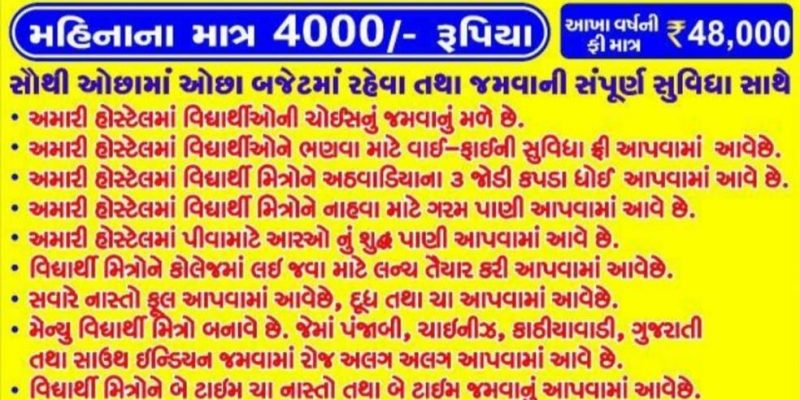 મહિનાના માત્ર 4000/- રૂપિયા
આખા વર્ષની
ફી માત્ર ₹48,000
સૌથી ઓછામાં ઓછા બજેટમાં રહેવા તથા જમવાની સંપૂર્ણ સુવિધા સાથે
• અમારી હોસ્ટેલમાં વિદ્યાર્થીઓની ચોઈસનું જમવાનું મળે છે.
• અમારી હોસ્ટેલમાં વિદ્યાર્થીઓને ભણવા માટે વાઈ-ફાઈની સુવિધા ફ્રી આપવામાં આવેછે.
• અમારી હોસ્ટેલમાં વિદ્યાર્થી મિત્રોને અઠવાડિયાના ૩ જોડી કપડા ધોઈ આપવામાં આવે છે.
• અમારી હોસ્ટેલમાં વિદ્યાર્થી મિત્રોને નાહવા માટે ગરમ પાણી આપવામાં આવે છે.
• અમારી હોસ્ટેલમાં પીવામાટે આરઓ નું શુદ્ધ પાણી આપવામાં આવે છે.
• વિદ્યાર્થી મિત્રોને કોલેજમાં લઇ જવા માટે લન્ચ તૈયાર કરી આપવામાં આવેછે.
• સવારે નાસ્તો ફૂલ આપવામાં આવેછે, દૂધ તથા ચા આપવામાં આવેછે.
• મેન્યુ વિદ્યાર્થી મિત્રો બનાવે છે. જેમાં પંજાબી, ચાઈનીઝ, કાઠીયાવાડી, ગુજરાતી
તથા સાઉથ ઈન્ડિયન જમવામાં રોજ અલગ અલગ આપવામાં આવે છે.
• વિદ્યાર્થી મિત્રોને બે ટાઈમ ચા નાસ્તો તથા બે ટાઈમ જમવાનું આપવામાં આવેછે.